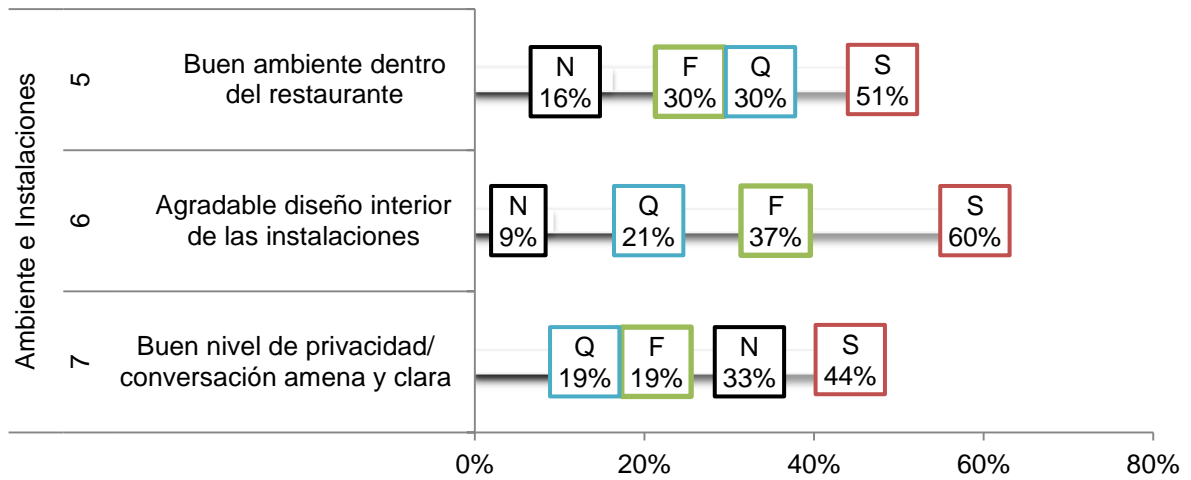 Ambiente e Instalaciones
5
Buen ambiente dentro
del restaurante
N
16%
F
30%
Q
30%
S
51%
6
Agradable diseño interior
de las instalaciones
N
9%
Q
21%
F
37%
S
60%
7
Buen nivel de privacidad/
conversación amena y clara
Q
19%
F
19%
N
33%
S
44%
0%
20%
40%
60%
80%